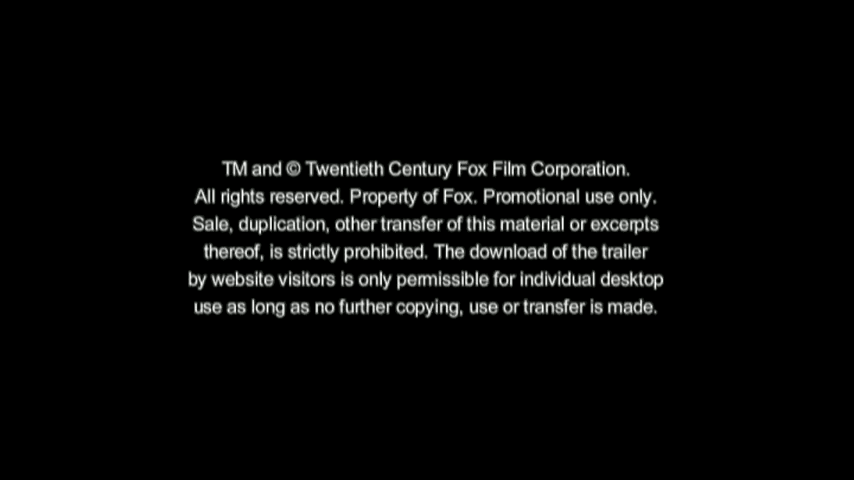 TM and © Twentieth Century Fox Film Corporation.
All rights reserved. Property of Fox. Promotional use only.
Sale, duplication, other transfer of this material or excerpts
thereof, is strictly prohibited. The download of the trailer
by website visitors is only permissible for individual desktop
use as long as no further copying, use or transfer is made.